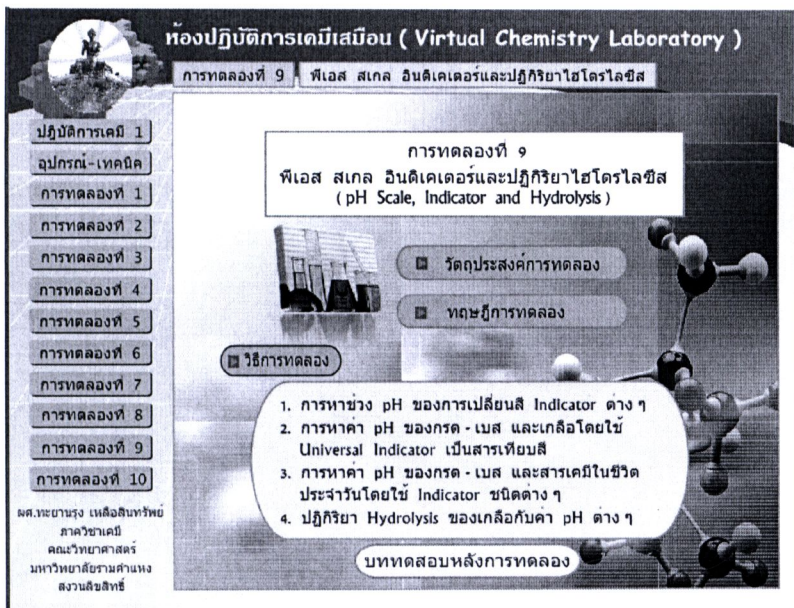 ห้องปฏิบัติการเคมีเสมือน ( Virtual Chemistry Laboratory )
การทดลองที่ 9
พีเอส สเกล อินดิเคเตอร์และปฏิกิริยาไฮโดรไลซีส
ปฏิบัติการเคมี 1
อุปกรณ์-เทคนิค
การทดลองที่ 1
การทดลองที่ 2
การทดลองที่ 3
การทดลองที่ 4
การทดลองที่ 5
การทดลองที่ 6
การทดลองที่ 7
การทดลองที่ 8
การทดลองที่ 9
การทดลองที่ 10
ผศ.ทะยานรุง เหลือสินทรัพย์
ภาควิชาเคมี
คณะวิทยาศาสตร์
มหาวิทยาลัยรามคำแหง
สงวนลิขสิทธิ์
การทดลองที่ 9
พีเอส สเกล อินดิเคเตอร์และปฏิกิริยาไฮโดรไลซีส
( pH Scale, Indicator and Hydrolysis )
วัตถุประสงค์การทดลอง
ทฤษฎีการทดลอง
วิธีการทดลอง
1. การหาช่วง pH ของการเปลี่ยนสี Indicator ต่าง ๆ
2. การหาค่า pH ของกรด - เบส และเกลือโดยใช้
Universal Indicator เป็นสารเทียบสี
3. การหาค่า pH ของกรด - เบส และสารเคมีในชีวิต
ประจำวันโดยใช้ Indicator ชนิดต่าง ๆ
4. ปฏิกิริยา Hydrolysis ของเกลือกับค่า pH ต่าง ๆ
บททดสอบหลังการทดลอง